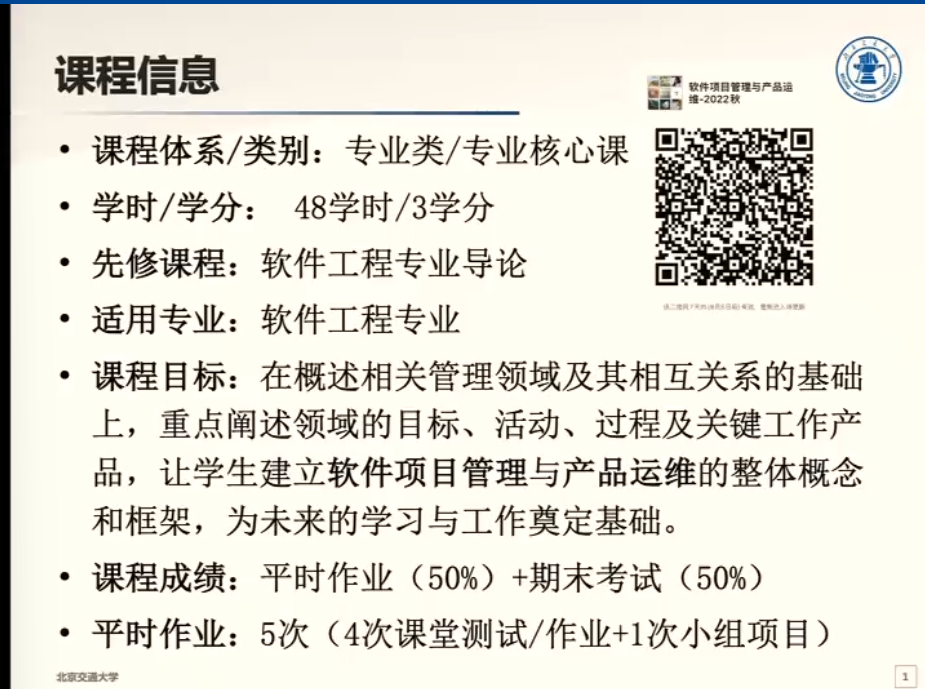 课程信息
软件项目管理与产品运
维-2022秋
• 课程体系/类别：专业类/专业核心课
• 学时/学分： 48学时/3学分
• 先修课程：软件工程专业导论
• 适用专业：软件工程专业
• 课程目标：在概述相关管理领域及其相互关系的基础
上，重点阐述领域的目标、活动、过程及关键工作产
品，让学生建立软件项目管理与产品运维的整体概念
和框架，为未来的学习与工作奠定基础。
• 课程成绩：平时作业（50%）+期末考试（50%）
• 平时作业：5次（4次课堂测试/作业+1次小组项目）
北京交通大学
1